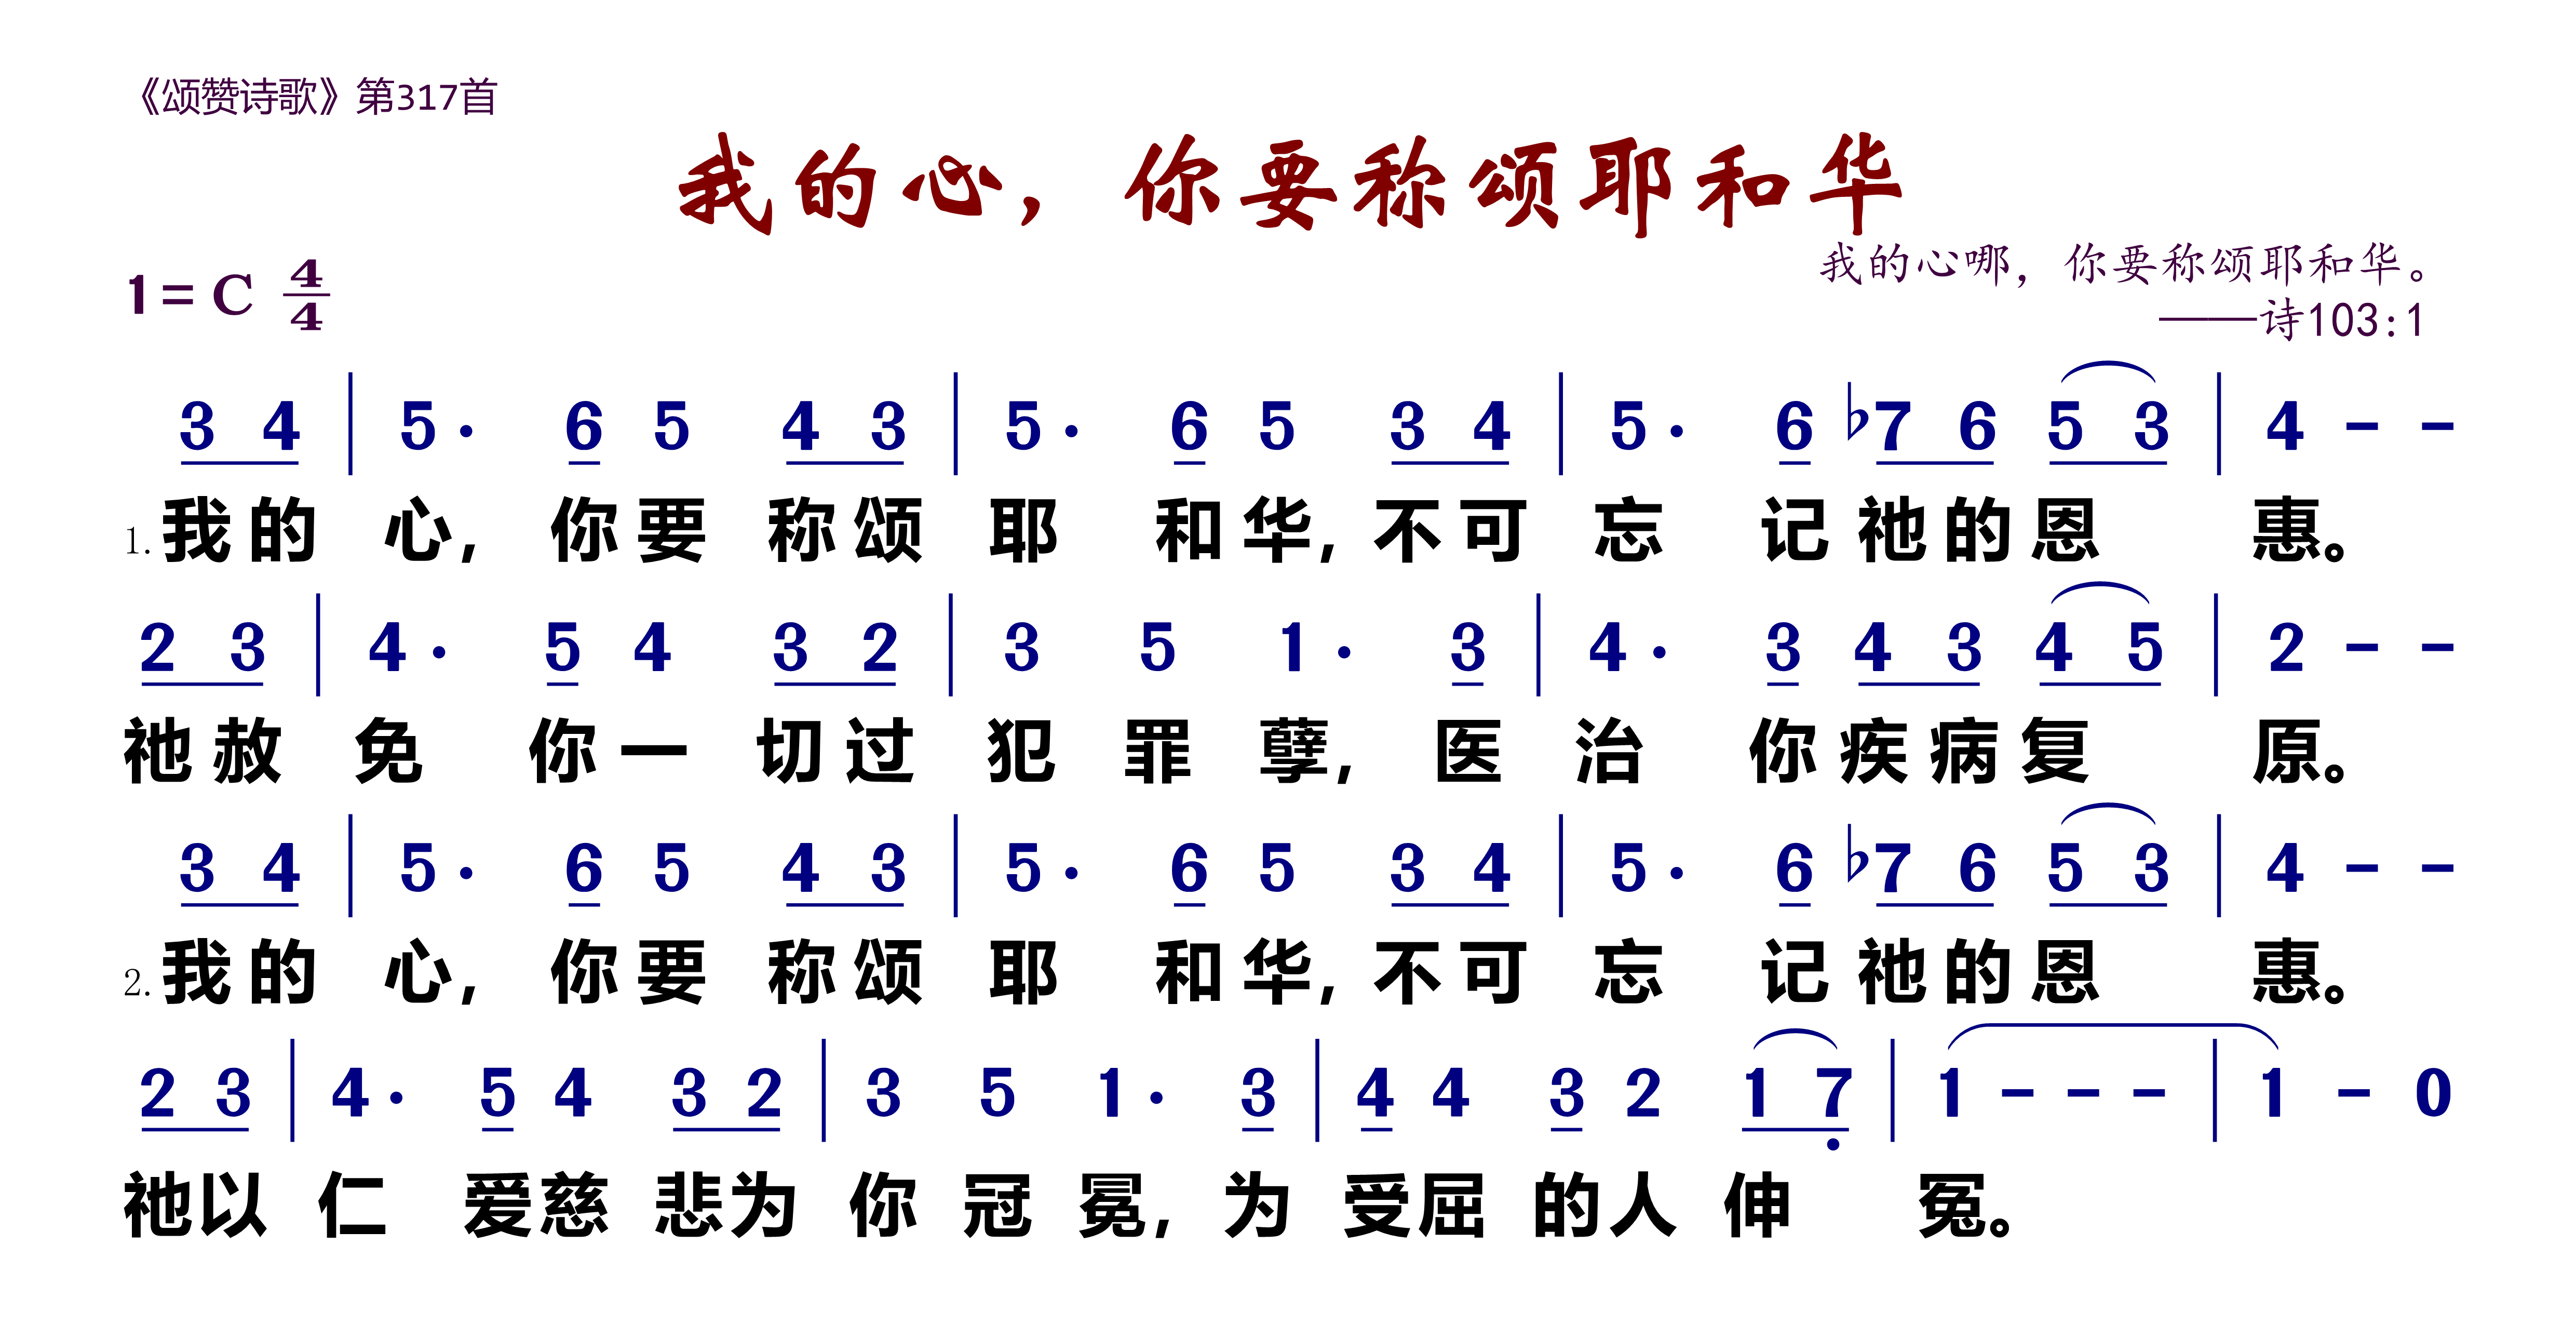 《颂赞诗歌》第317首
我的心，你要称颂耶和华
我的心哪，你要称颂耶和华。
1=C 4/4
——诗103:1
3 4 | 5 · 6 5 4 3 | 5 · 6 5 3 4 | 5 · 6 ♭7 6 5 3 | 4 – –
1. 我的 心， 你要 称颂 耶 和华，不可 忘 记祂的恩 惠。
2 3 | 4 · 5 4 3 2 | 3 5 1 · 3 | 4 · 3 4 3 4 5 | 2 – –
祂赦 免 你一 切过 犯 罪 孽， 医 治 你疾病复 原。
3 4 | 5 · 6 5 4 3 | 5 · 6 5 3 4 | 5 · 6 ♭7 6 5 3 | 4 – –
2. 我的 心， 你要 称颂 耶 和华，不可 忘 记祂的恩 惠。
2 3 | 4 · 5 4 3 2 | 3 5 1 · 3 | 4 4 3 2 1 7 | 1 – – – | 1 – 0
祂以 仁 爱慈 悲为 你 冠 冕， 为 受屈 的人 伸 冤。